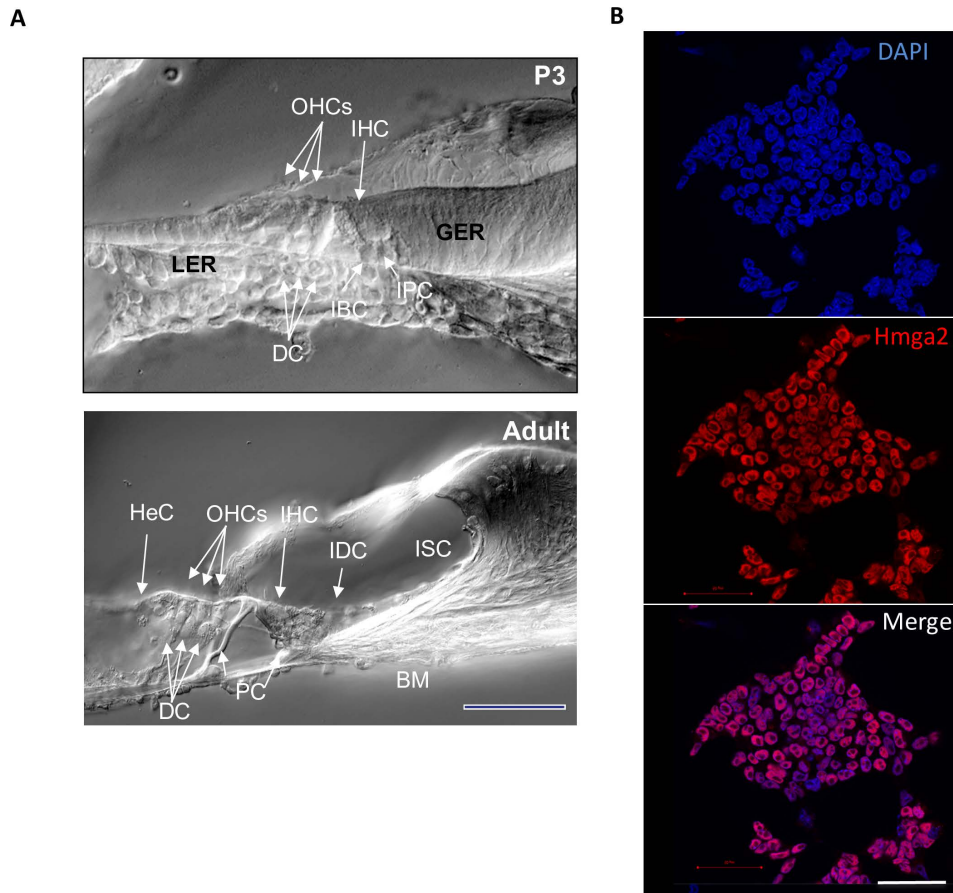 A
P3
OHCs
IHC
GER
LER
IPC
IBC
DC
Adult
HeC
OHCs
IHC
IDC
ISC
PC
BM
DC
B
DAPI
Hmga2
Merge